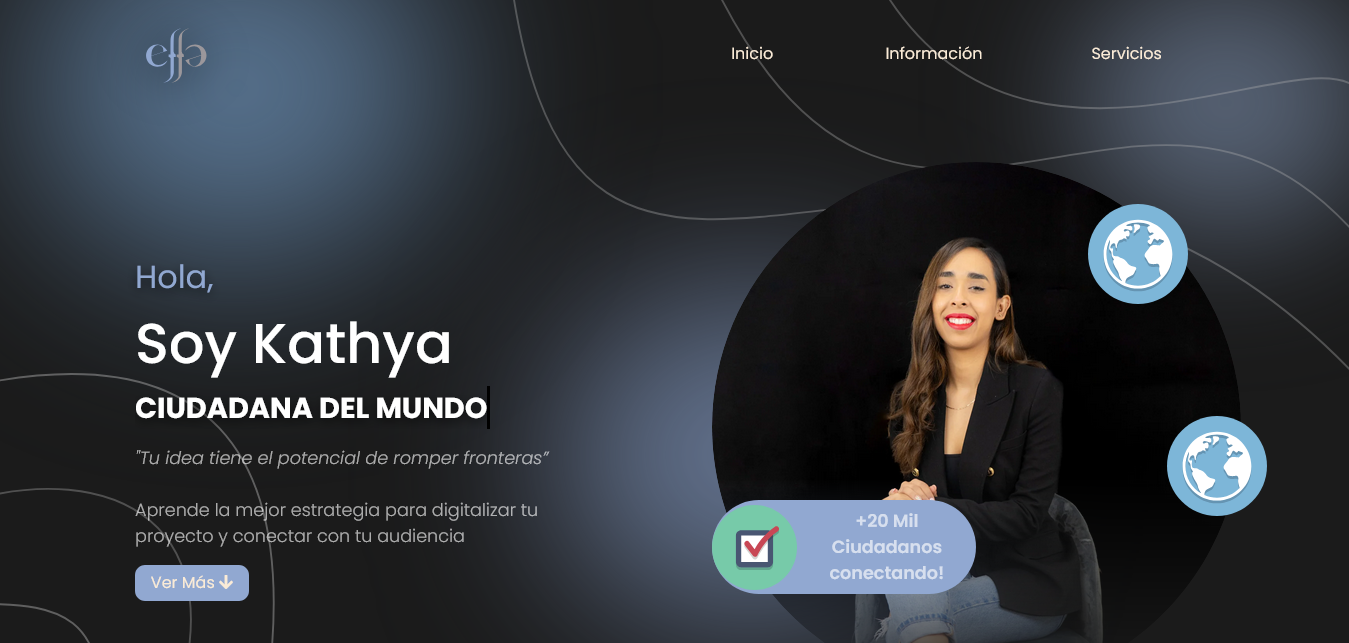 effe
Inicio
Información
Servicios
Hola,
Soy Kathya
CIUDADANA DEL MUNDO
"Tu idea tiene el potencial de romper fronteras”
Aprende la mejor estrategia para digitalizar tu
proyecto y conectar con tu audiencia
Ver Más
+20 Mil
Ciudadanos
conectando!